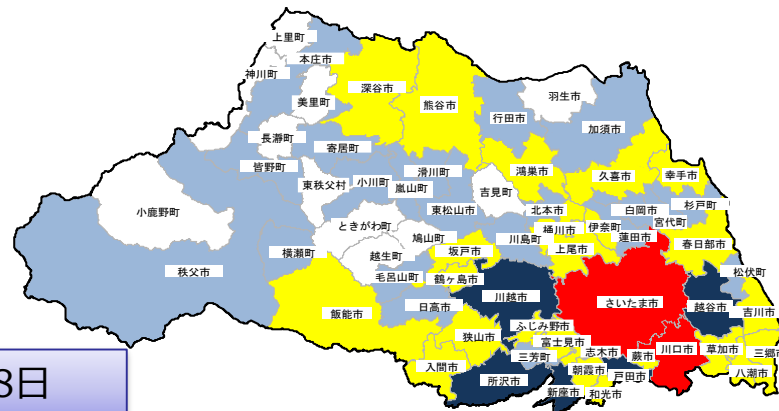 上里町
本庄市
神川町
美里町
深谷市
熊谷市
行田市
羽生市
加須市
長瀞町
寄居町
皆野町
東秩父村
小川町
嵐山町
滑川町
吉見町
鴻巣市
久喜市
幸手市
小鹿野町
ときがわ町
鳩山町
東松山市
川島町
北本市
桶川市
伊奈町
白岡市
宮代町
杉戸町
蓮田市
上尾市
春日部市
秩父市
横瀬町
越生町
毛呂山町
坂戸市
鶴ヶ島市
松伏町
飯能市
日高市
川越市
さいたま市
越谷市
吉川市
狭山市
ふじみ野市
富士見市
入間市
三芳町
志木市
蕨市
川口市
草加市
三郷市
所沢市
朝霞市
戸田市
八潮市
新座市
和光市
8日